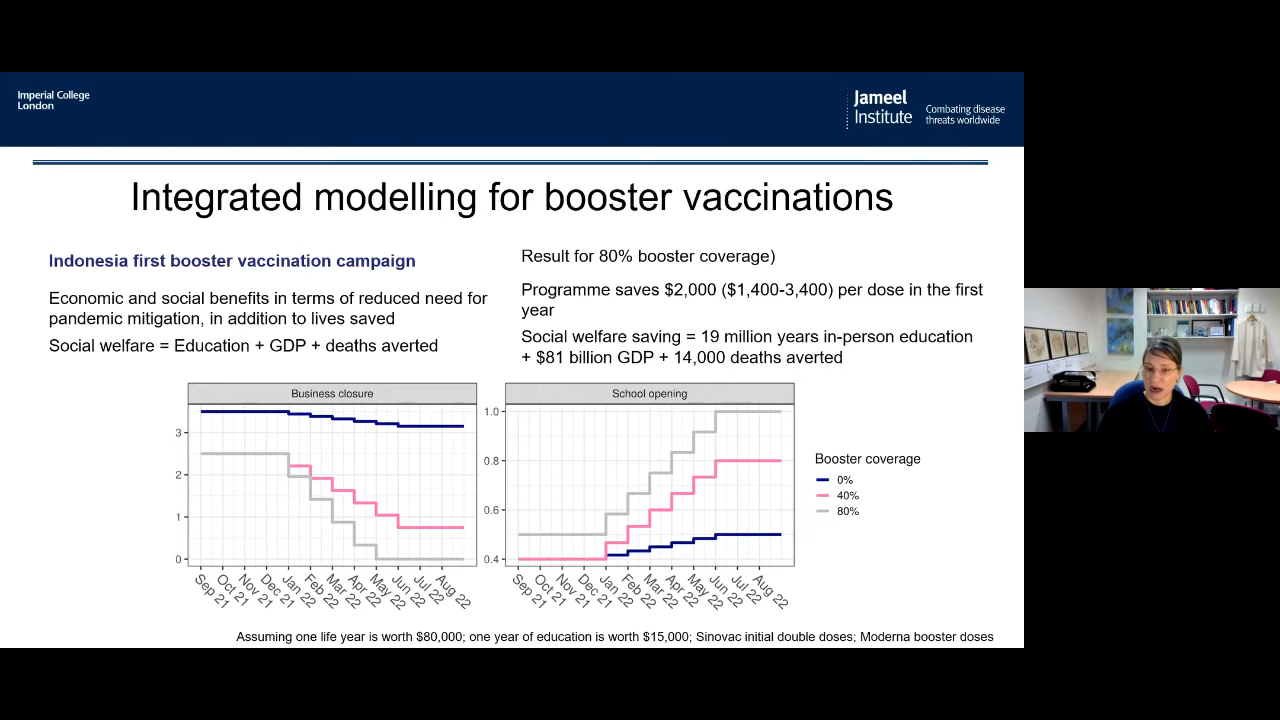 Imperial College
London
Jameel
Institute
Combating disease
threats worldwide
Integrated modelling for booster vaccinations
Indonesia first booster vaccination campaign
Economic and social benefits in terms of reduced need for
pandemic mitigation, in addition to lives saved
Social welfare = Education + GDP + deaths averted
Result for 80% booster coverage)
Programme saves $2,000 ($1,400-3,400) per dose in the first
year
Social welfare saving = 19 million years in-person education
+ $81 billion GDP + 14,000 deaths averted
Business closure
3
2
1
0
Sep 21
Oct 21
Nov 21
Dec 21
Jan 22
Feb 22
Mar 22
Apr 22
May 22
Jun 22
Jul 22
Aug 22
School opening
1.0
0.8
0.6
0.4
Sep 21
Oct 21
Nov 21
Dec 21
Jan 22
Feb 22
Mar 22
Apr 22
May 22
Jun 22
Jul 22
Aug 22
Booster coverage
0%
40%
80%
Assuming one life year is worth $80,000; one year of education is worth $15,000; Sinovac initial double doses; Moderna booster doses